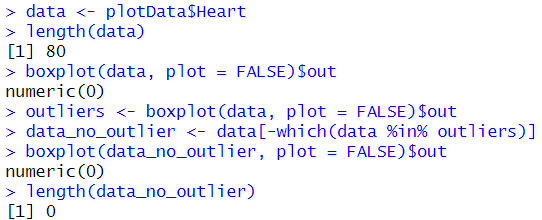 > data <- plotData$Heart
> length(data)
[1] 80
> boxplot(data, plot = FALSE)$out
numeric(0)
> outliers <- boxplot(data, plot = FALSE)$out
> data_no_outlier <- data[-which(data %in% outliers)]
> boxplot(data_no_outlier, plot = FALSE)$out
numeric(0)
> length(data_no_outlier)
[1] 0